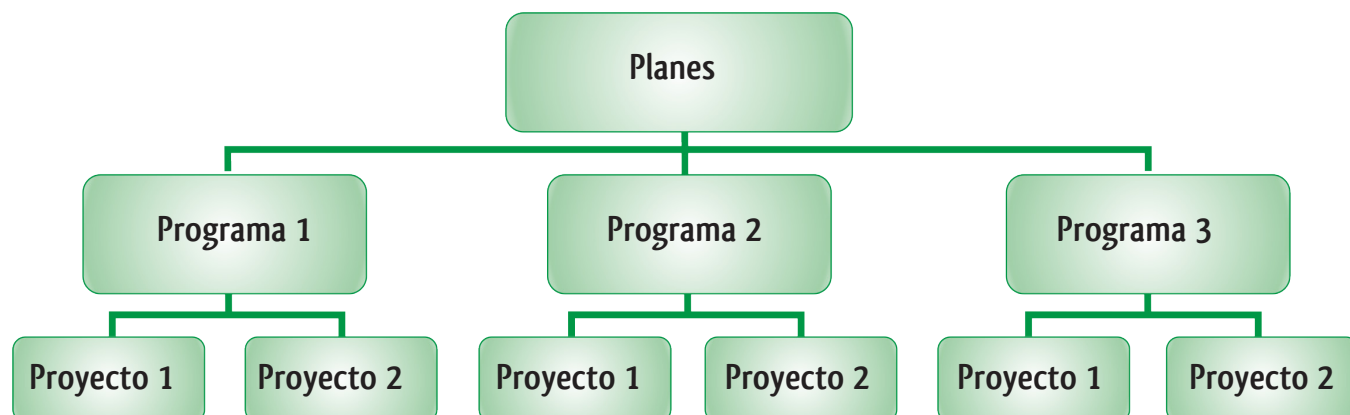 Planes
Programa 1
Programa 2
Programa 3
Proyecto 1
Proyecto 2
Proyecto 1
Proyecto 2
Proyecto 1
Proyecto 2